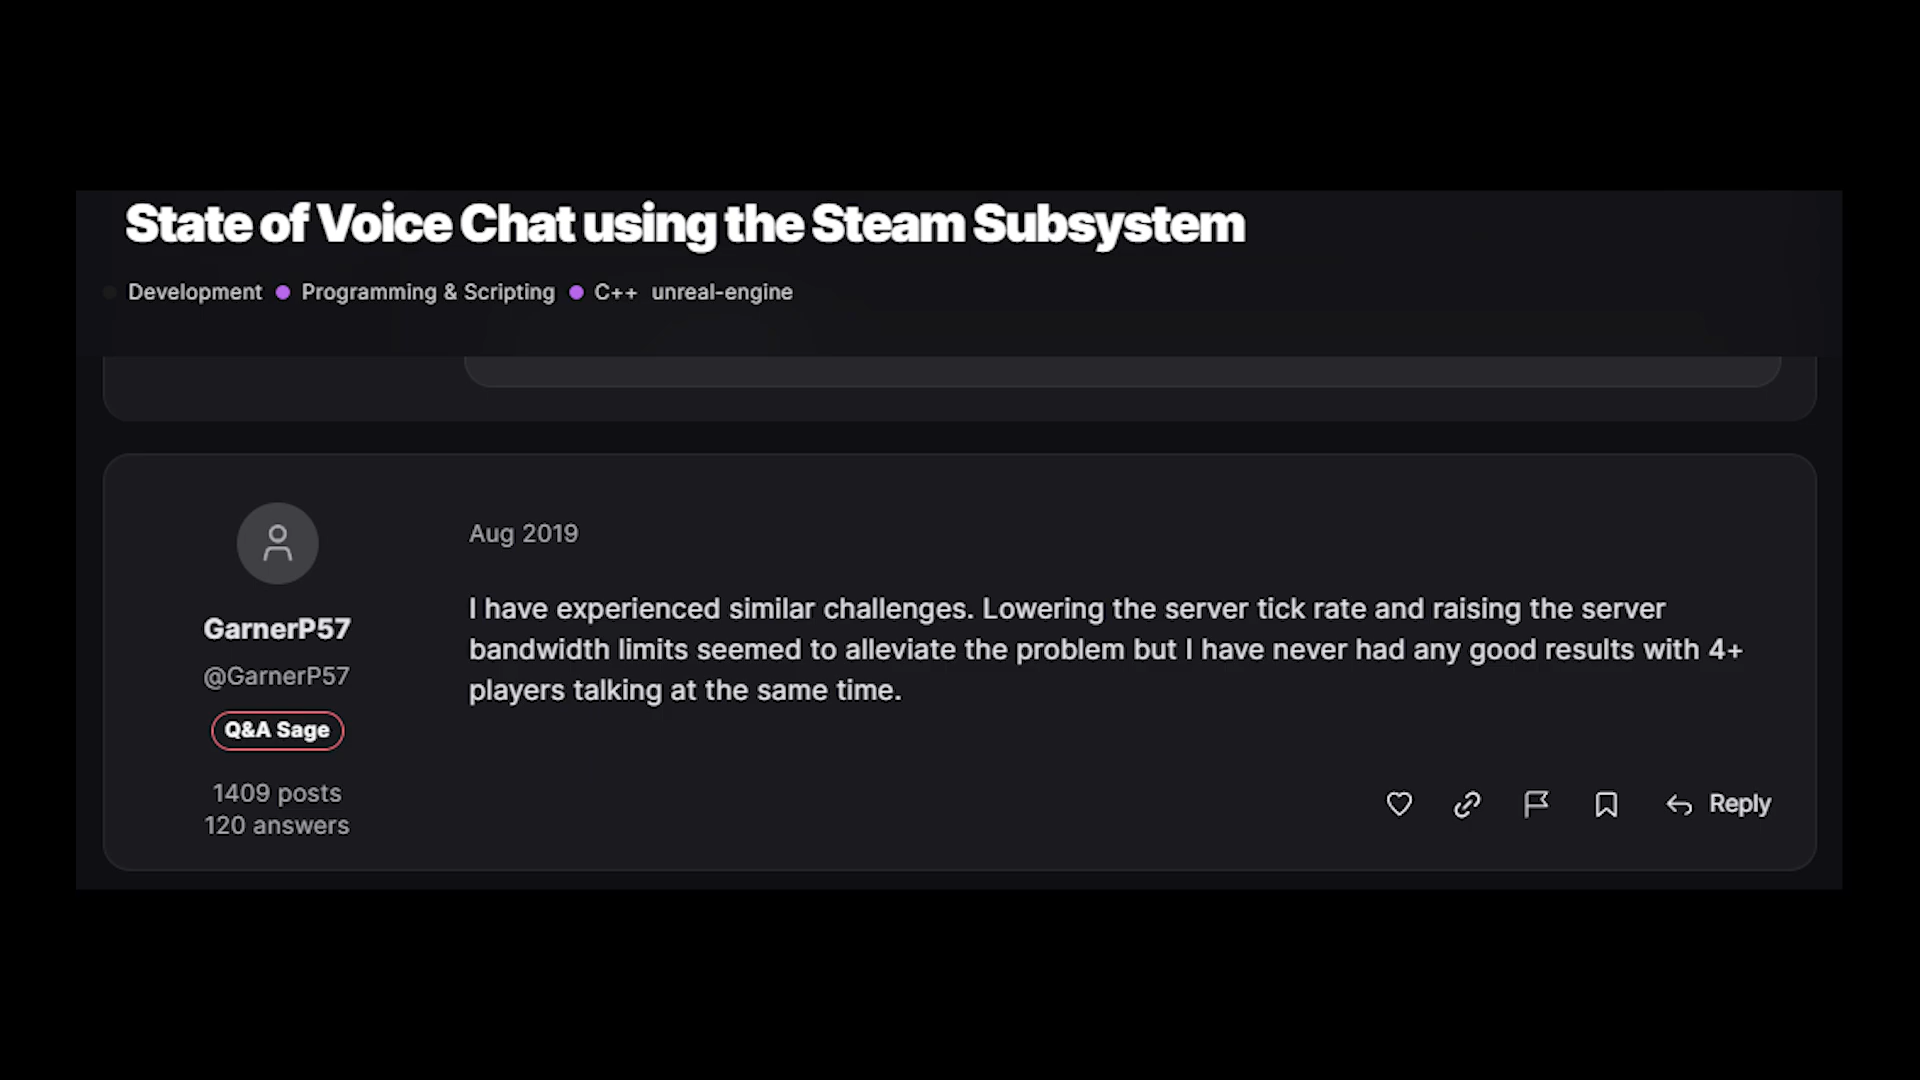 State of Voice Chat using the Steam Subsystem
Development Programming & Scripting C++ unreal-engine
Aug 2019
I have experienced similar challenges. Lowering the server tick rate and raising the server
bandwidth limits seemed to alleviate the problem but I have never had any good results with 4+
players talking at the same time.
GarnerP57
@GarnerP57
Q&A Sage
1409 posts
120 answers
Reply